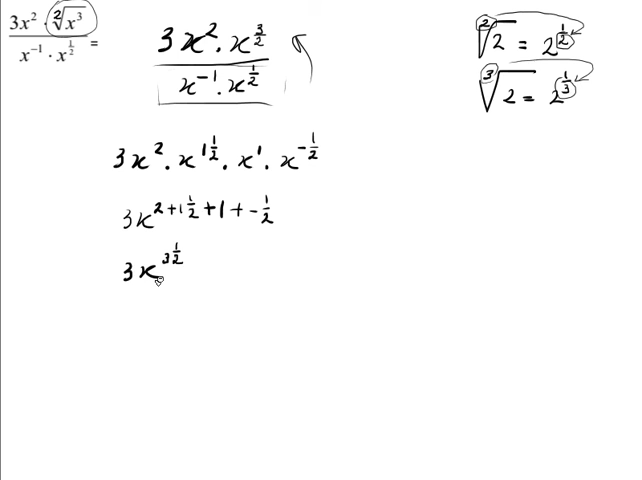 3x² · ²√x³ / x⁻¹ · x^(1/2) =
3x² · x^(3/2) / x⁻¹ · x^(1/2)
3x² · x^(1 1/2) · x¹ · x^(-1/2)
3x^(2 + 1 1/2 + 1 + -1/2)
3x^(3 1/2)
²√2 = 2^(1/2)
³√2 = 2^(1/3)